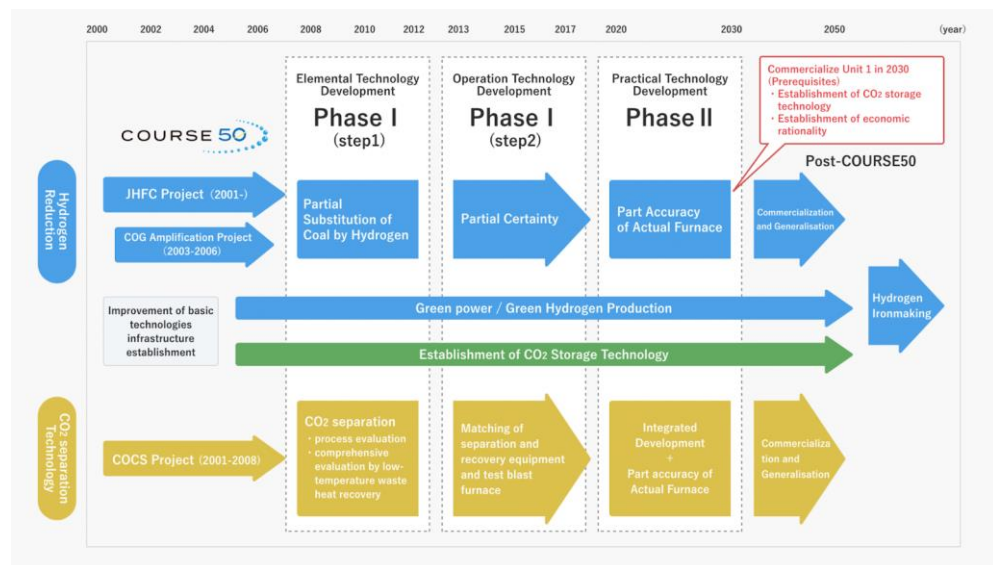 2000 2002 2004 2006 2008 2010 2012 2013 2015 2017 2020 2030 2050 (year)
Elemental Technology
Development
Phase I
(step1)
Operation Technology
Development
Phase I
(step2)
Practical Technology
Development
Phase II
Commercialize Unit 1 in 2030
(Prerequisites)
・Establishment of CO2 storage
technology
・Establishment of economic
rationality
COURSE 50
Post-COURSE50
Hydrogen
Reduction
JHFC Project (2001-)
COG Amplification Project
(2003-2006)
Partial
Substitution of
Coal by Hydrogen
Partial Certainty
Part Accuracy
of Actual Furnace
Commercialization
and Generalisation
Improvement of basic
technologies
infrastructure
establishment
Green power / Green Hydrogen Production
Establishment of CO2 Storage Technology
Hydrogen
Ironmaking
CO2 separation
Technology
COCS Project (2001-2008)
CO2 separation
・process evaluation
・comprehensive
evaluation by low-
temperature waste
heat recovery
Matching of
separation and
recovery equipment
and test blast
furnace
Integrated
Development
+
Part accuracy of
Actual Furnace
Commercializa
tion and
Generalisation